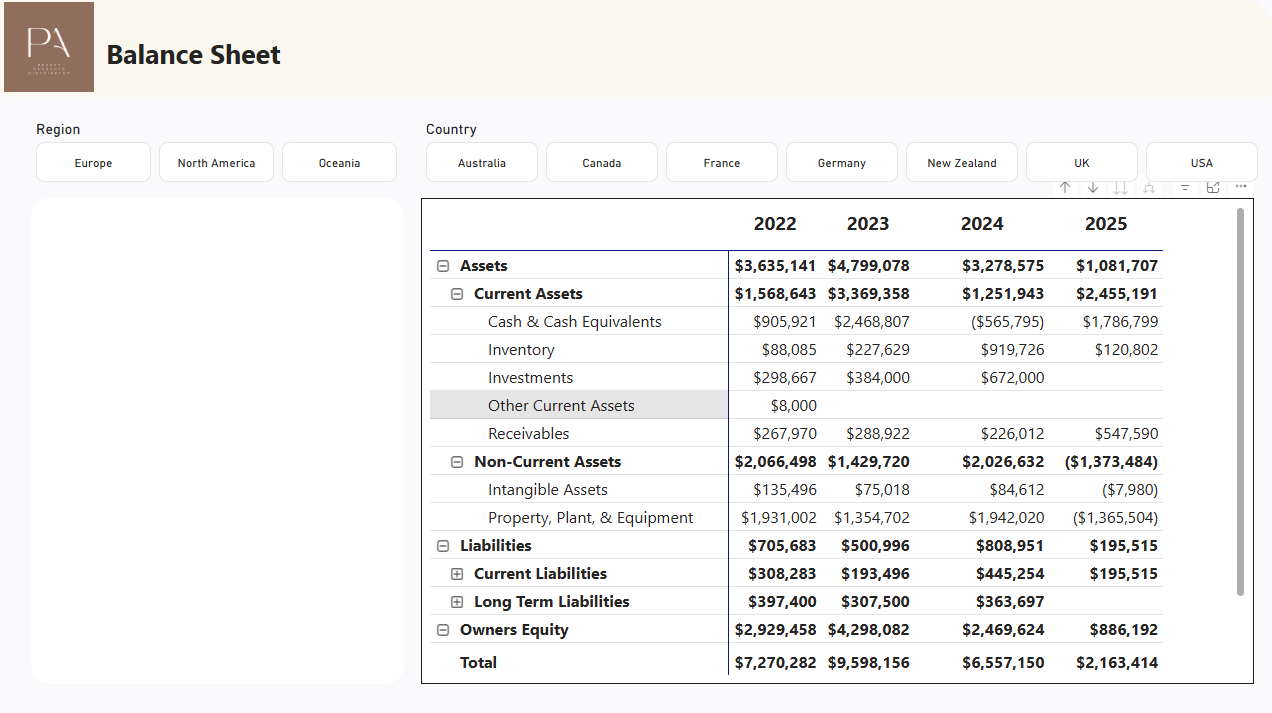 PA
Balance Sheet
Region
Country
Europe North America Oceania Australia Canada France Germany New Zealand UK USA
2022 2023 2024 2025
Assets $3,635,141 $4,799,078 $3,278,575 $1,081,707
Current Assets $1,568,643 $3,369,358 $1,251,943 $2,455,191
Cash & Cash Equivalents $905,921 $2,468,807 ($565,795) $1,786,799
Inventory $88,085 $227,629 $919,726 $120,802
Investments $298,667 $384,000 $672,000
Other Current Assets $8,000
Receivables $267,970 $288,922 $226,012 $547,590
Non-Current Assets $2,066,498 $1,429,720 $2,026,632 ($1,373,484)
Intangible Assets $135,496 $75,018 $84,612 ($7,980)
Property, Plant, & Equipment $1,931,002 $1,354,702 $1,942,020 ($1,365,504)
Liabilities $705,683 $500,996 $808,951 $195,515
Current Liabilities $308,283 $193,496 $445,254 $195,515
Long Term Liabilities $397,400 $307,500 $363,697
Owners Equity $2,929,458 $4,298,082 $2,469,624 $886,192
Total $7,270,282 $9,598,156 $6,557,150 $2,163,414